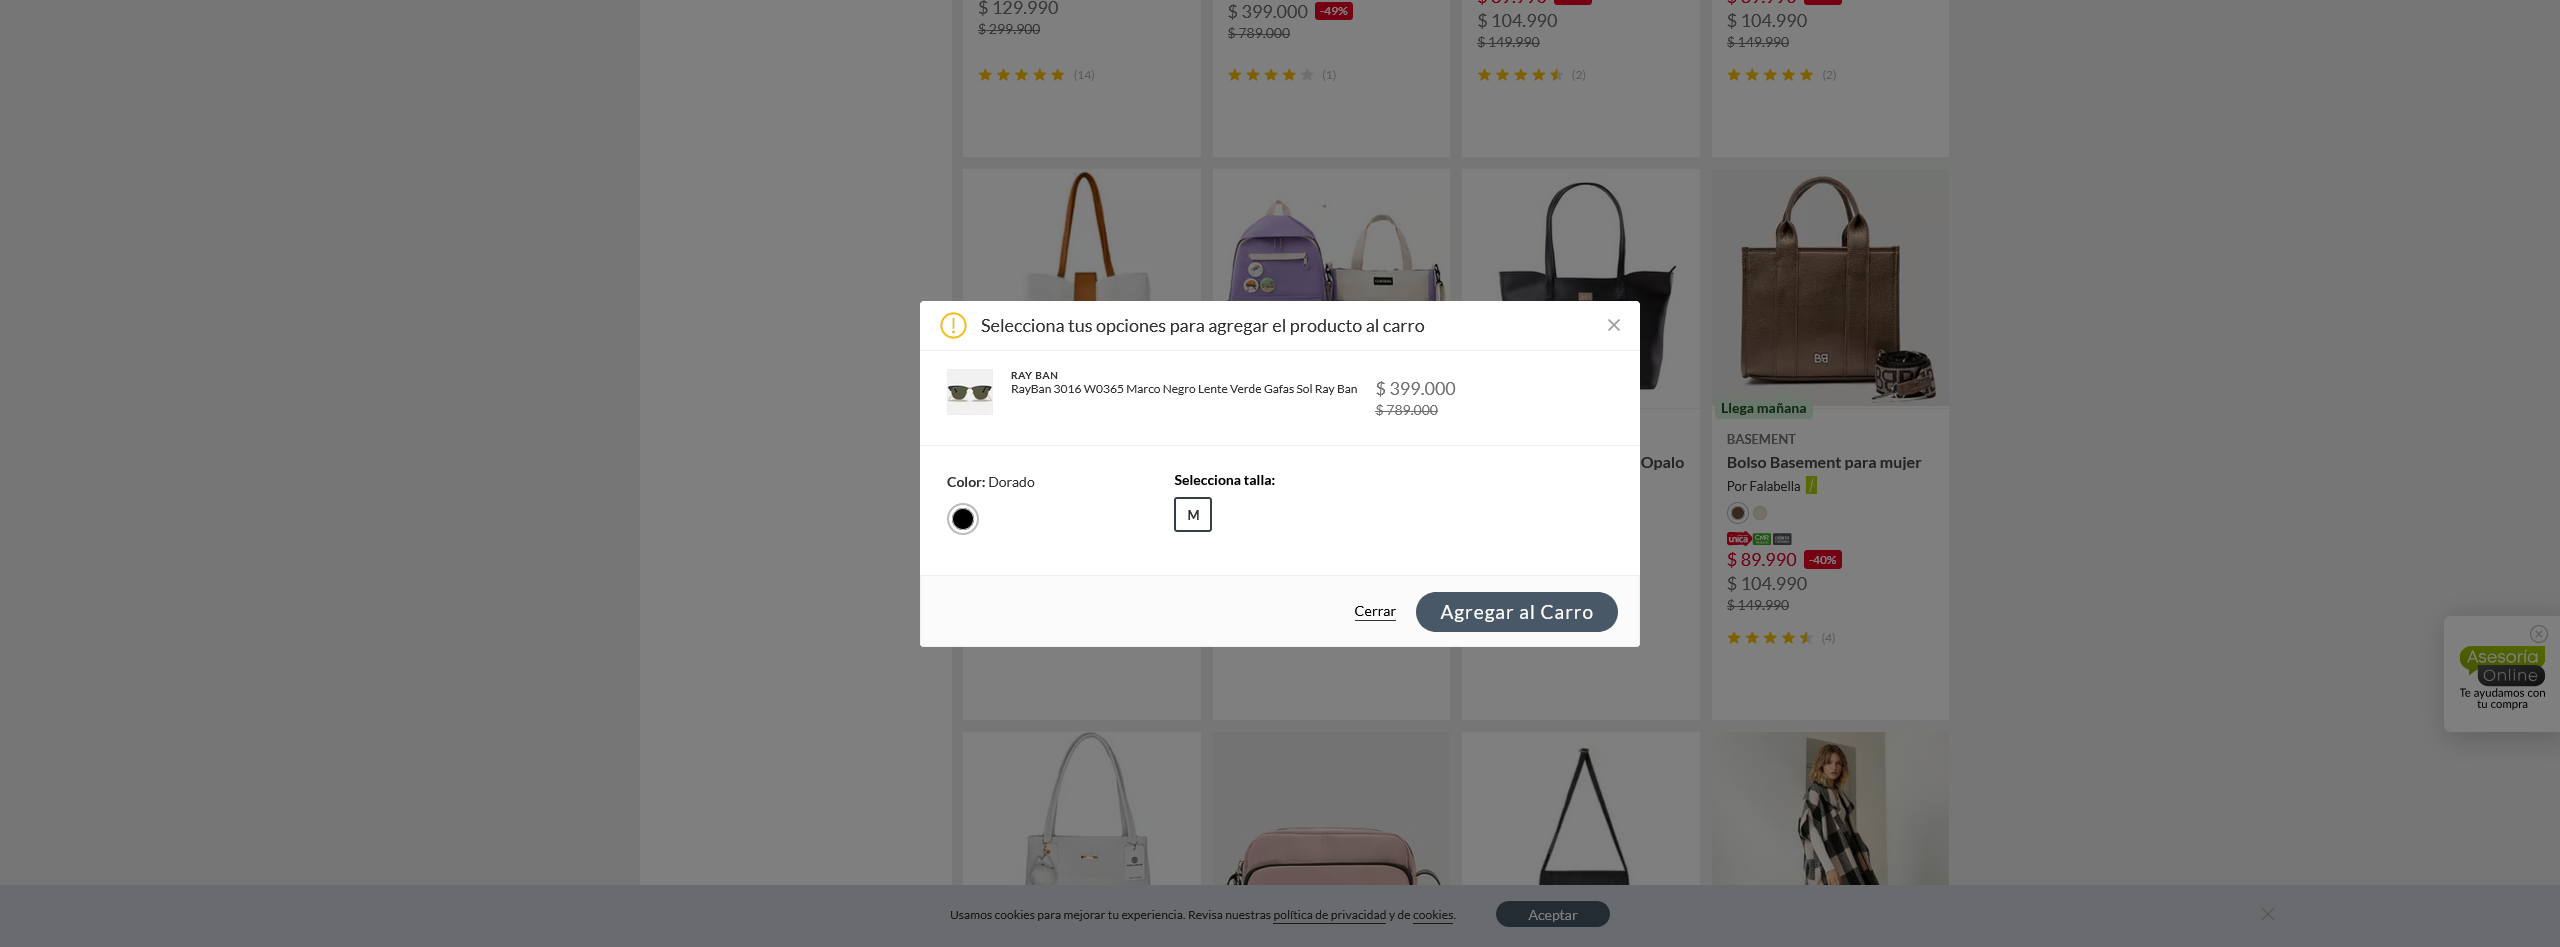 $ 129.990
$ 299.900
(14)
$ 399.000 -49%
$ 789.000
(1)
$ 104.990
$ 149.990
(2)
$ 104.990
$ 149.990
(2)
Selecciona tus opciones para agregar el producto al carro
RAY BAN
RayBan 3016 W0365 Marco Negro Lente Verde Gafas Sol Ray Ban
$ 399.000
$ 789.000
Color: Dorado
Selecciona talla:
M
Cerrar
Agregar al Carro
Opalo
Llega mañana
BASEMENT
Bolso Basement para mujer
Por Falabella
unica CMR
$ 89.990 -40%
$ 104.990
$ 149.990
(4)
Asesoría
Online
Te ayudamos con
tu compra
Usamos cookies para mejorar tu experiencia. Revisa nuestras política de privacidad y de cookies.
Aceptar